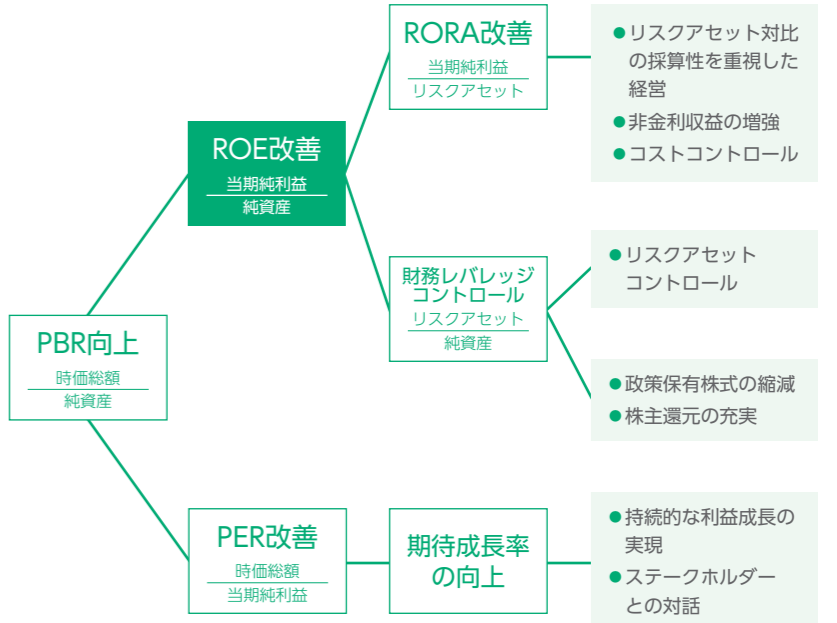 PBR向上
時価総額
純資産
ROE改善
当期純利益
純資産
RORA改善
当期純利益
リスクアセット
●リスクアセット対比
の採算性を重視した
経営
●非金利収益の増強
●コストコントロール
財務レバレッジ
コントロール
リスクアセット
純資産
●リスクアセット
コントロール
●政策保有株式の縮減
●株主還元の充実
PER改善
時価総額
当期純利益
期待成長率
の向上
●持続的な利益成長の
実現
●ステークホルダー
との対話